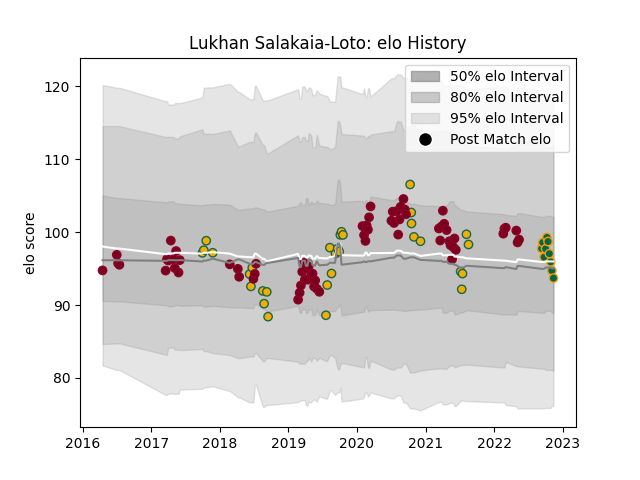 Lukhan Salakaia-Loto: elo History
50% elo Interval
80% elo Interval
95% elo Interval
Post Match elo
elo score
120
110
100
90
80
2016 2017 2018 2019 2020 2021 2022 2023